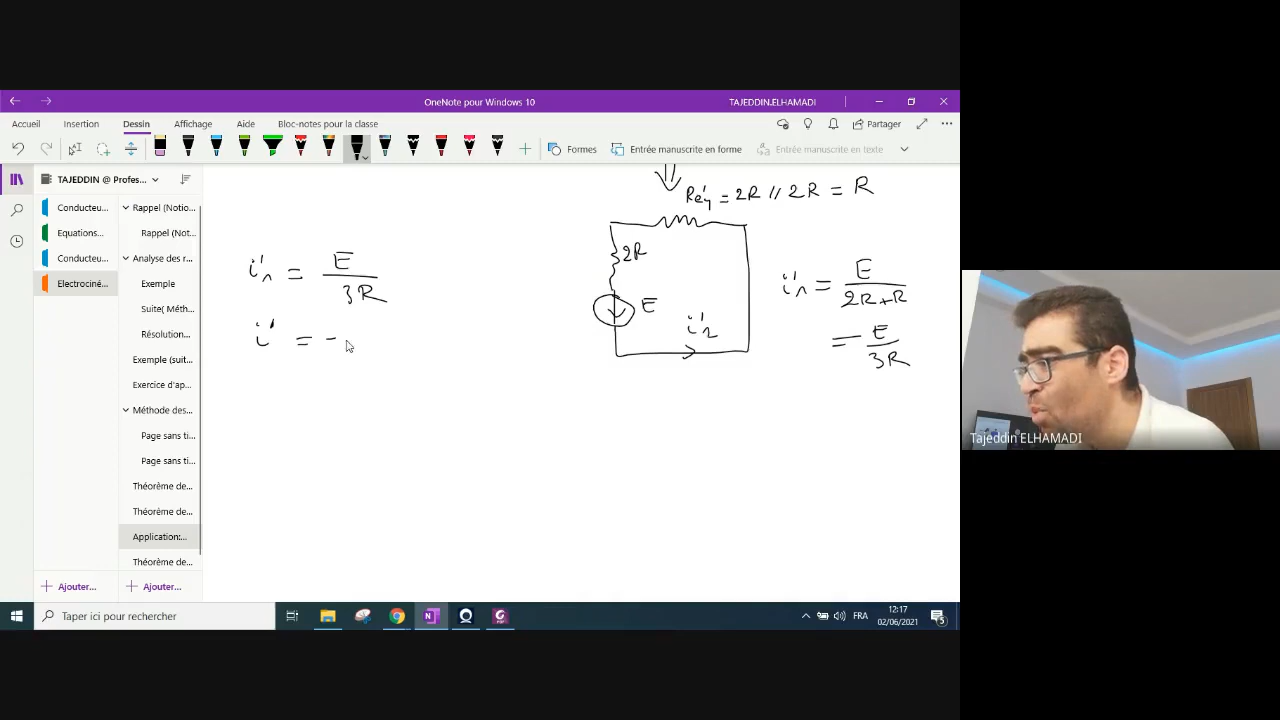 OneNote pour Windows 10
TAJEDDIN.ELHAMADI
Accueil Insertion Dessin Affichage Aide Bloc-notes pour la classe
Partager
Formes
Entrée manuscrite en forme
Entrée manuscrite en texte
TAJEDDIN @ Profes...
Conducteu...
Equations...
Conducteu...
Electrociné...
Rappel (Notio...
Rappel (Not...
Analyse des r...
Exemple
Suite( Méth...
Résolution...
Exemple (suit...
Exercice d'ap...
Méthode des...
Page sans ti...
Page sans ti...
Théorème de...
Théorème de...
Application:...
Théorème de...
Ajouter...
Ajouter...
Réq' = 2R // 2R = R
i'1 = E / 3R
i' = -
2R
E
i'1
i'1 = E / 2R+R
= E / 3R
Tajeddin ELHAMADI
Taper ici pour rechercher
FRA
12:17
02/06/2021
5